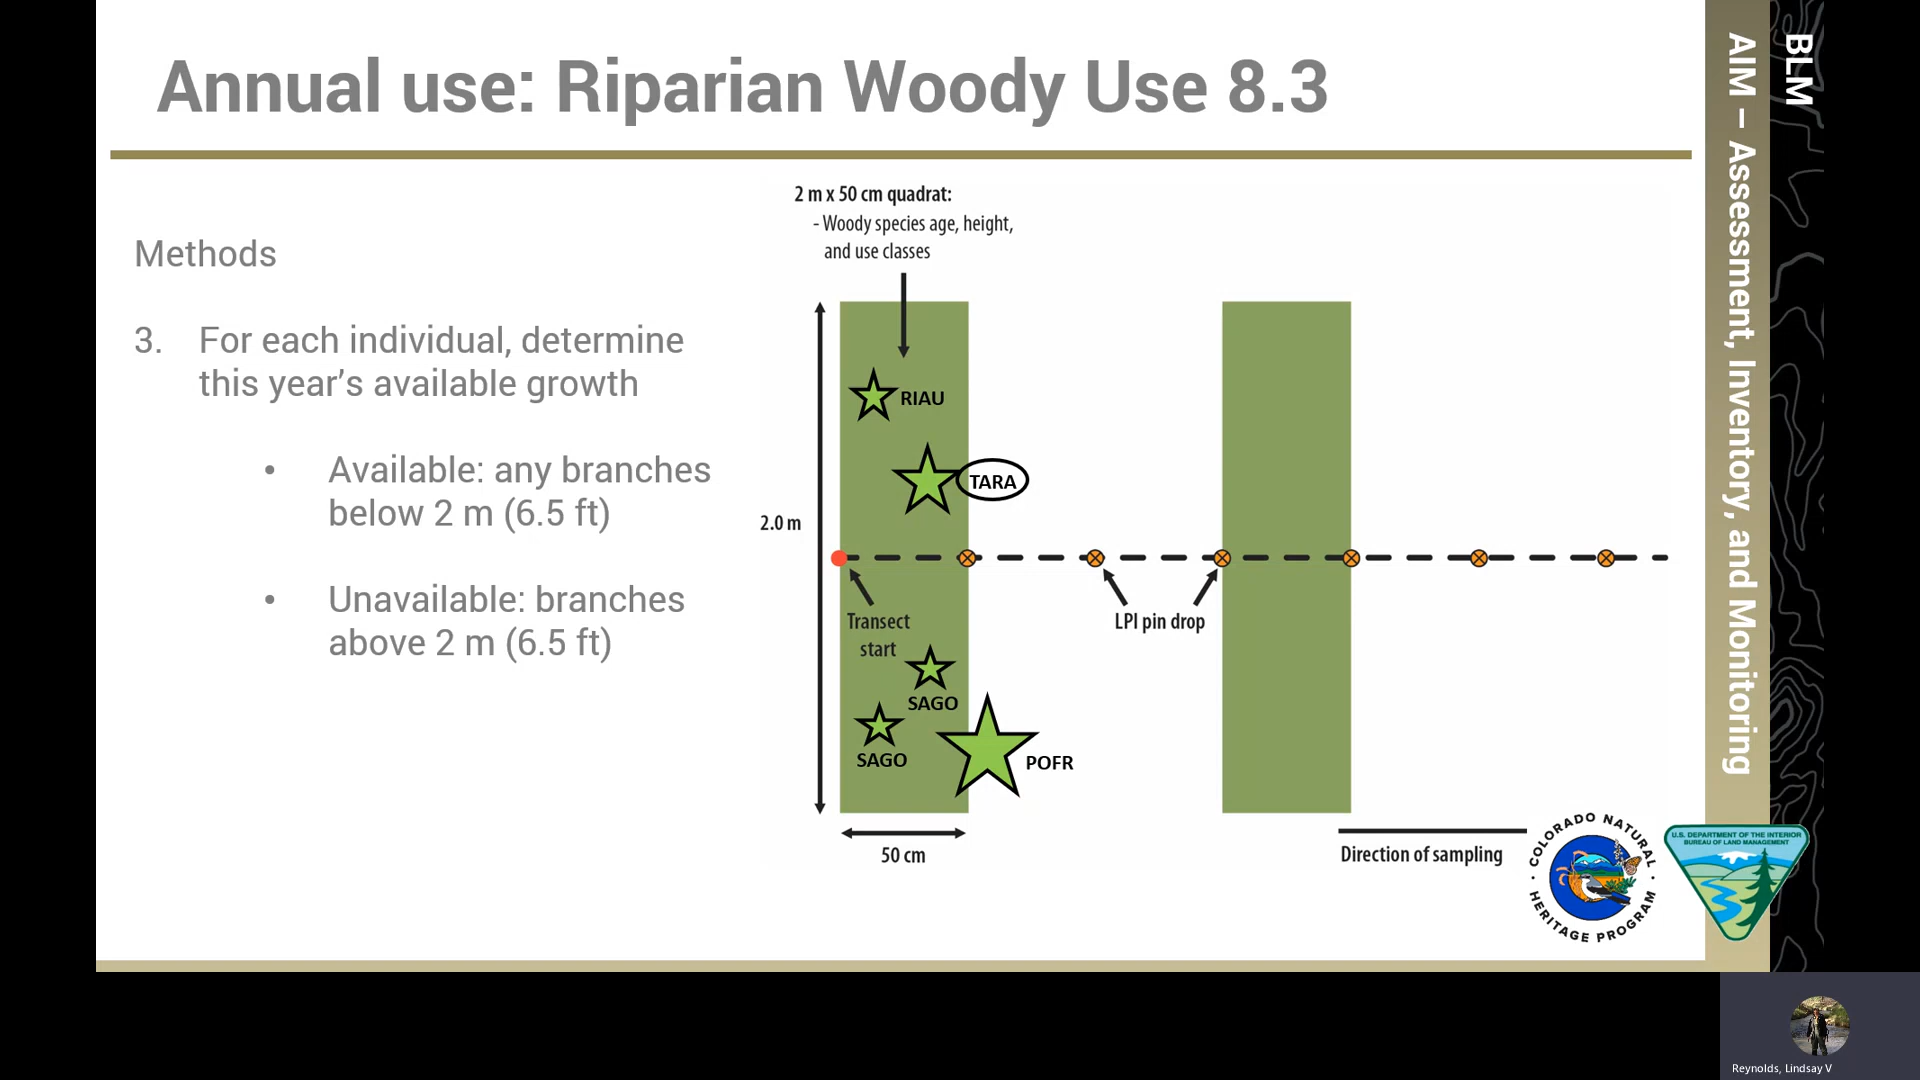 Annual use: Riparian Woody Use 8.3
BLM
AIM – Assessment, Inventory, and Monitoring
Methods
3. For each individual, determine
this year’s available growth
• Available: any branches
below 2 m (6.5 ft)
• Unavailable: branches
above 2 m (6.5 ft)
2 m x 50 cm quadrat:
- Woody species age, height,
and use classes
RIAU
TARA
2.0 m
Transect
start
LPI pin drop
SAGO
SAGO
POFR
50 cm
Direction of sampling
COLORADO NATURAL
HERITAGE PROGRAM
U.S. DEPARTMENT OF THE INTERIOR
BUREAU OF LAND MANAGEMENT
Reynolds, Lindsay V